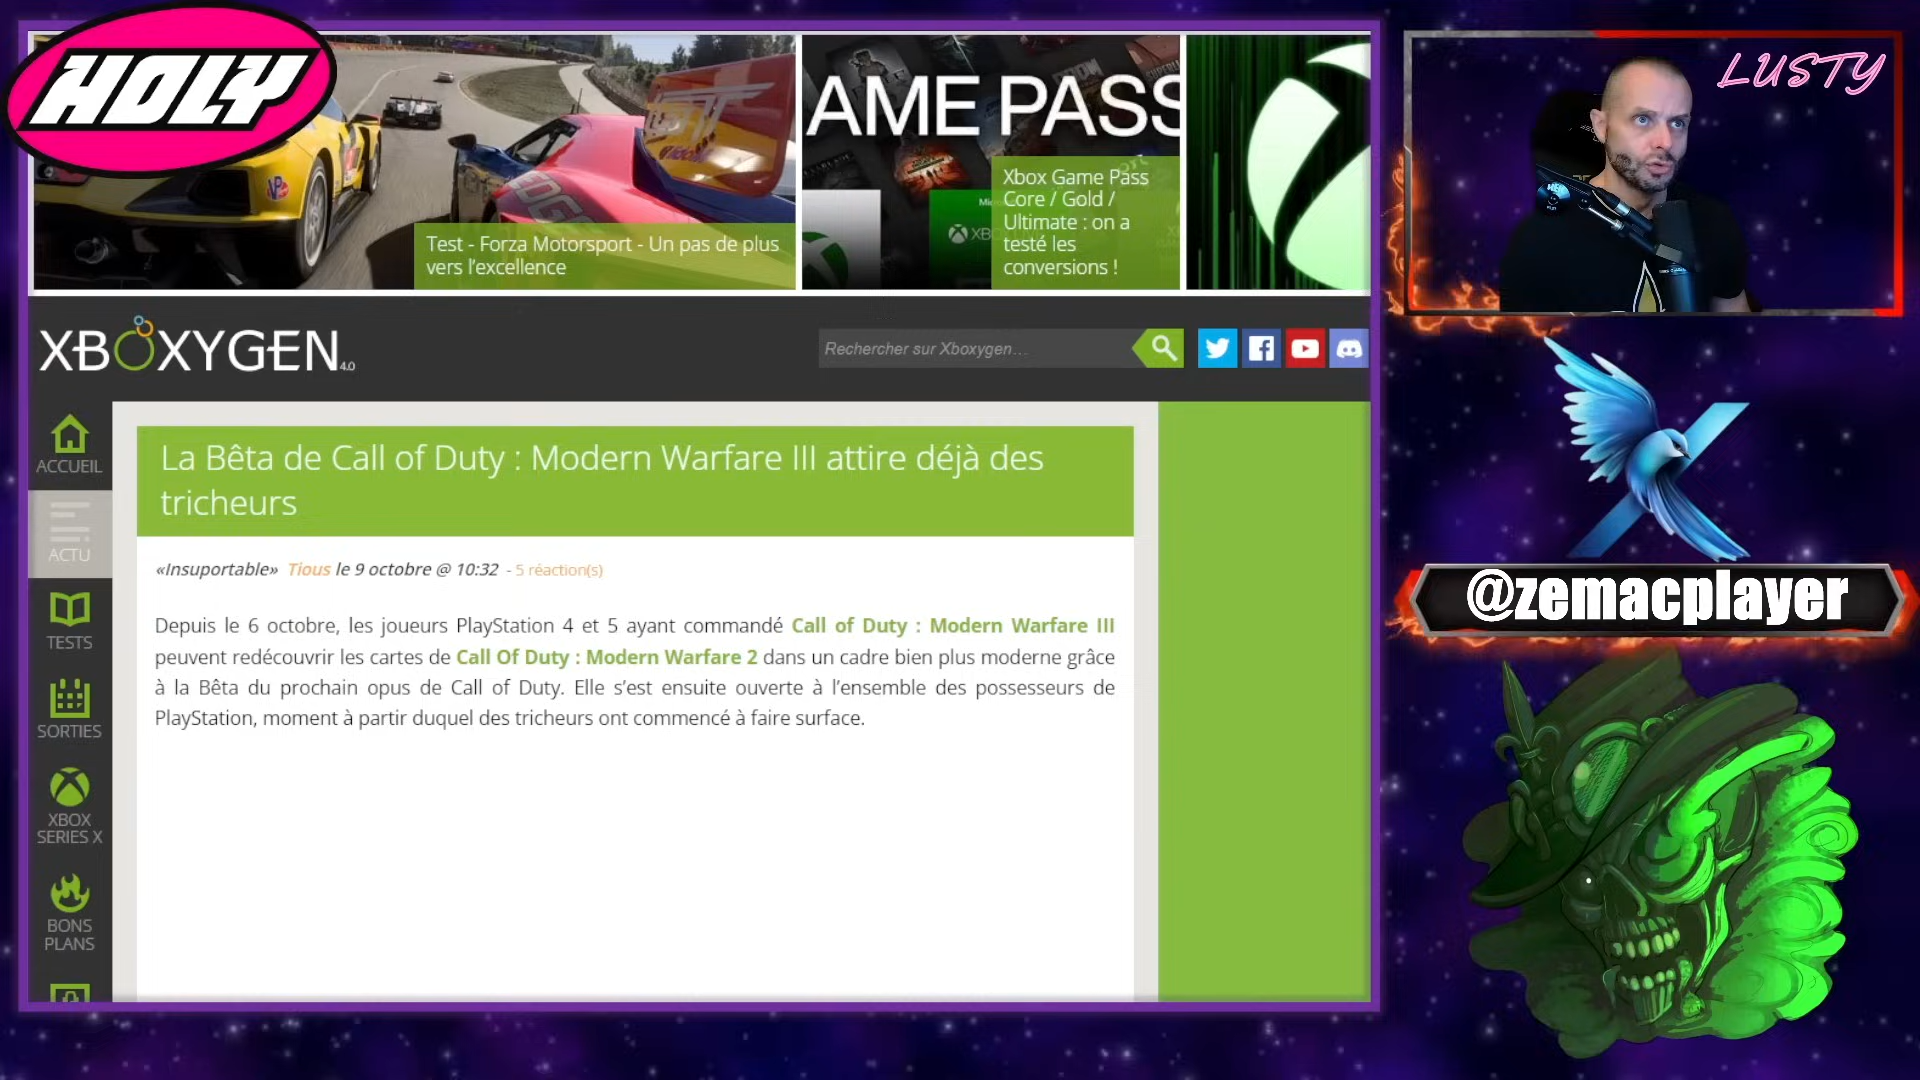 HOLY
LUSTY
AME PASS
Test - Forza Motorsport - Un pas de plus
vers l'excellence
Xbox Game Pass
Core / Gold /
Ultimate : on a
testé les
conversions !
XBOXYGEN 4.0
Rechercher sur Xboxygen...
ACCUEIL
ACTU
TESTS
SORTIES
XBOX
SERIES X
BONS
PLANS
La Bêta de Call of Duty : Modern Warfare III attire déjà des
tricheurs
«Insuportable» Tious le 9 octobre @ 10:32 - 5 réaction(s)
Depuis le 6 octobre, les joueurs PlayStation 4 et 5 ayant commandé Call of Duty : Modern Warfare III
peuvent redécouvrir les cartes de Call Of Duty : Modern Warfare 2 dans un cadre bien plus moderne grâce
à la Bêta du prochain opus de Call of Duty. Elle s'est ensuite ouverte à l'ensemble des possesseurs de
PlayStation, moment à partir duquel des tricheurs ont commencé à faire surface.
@zemacplayer